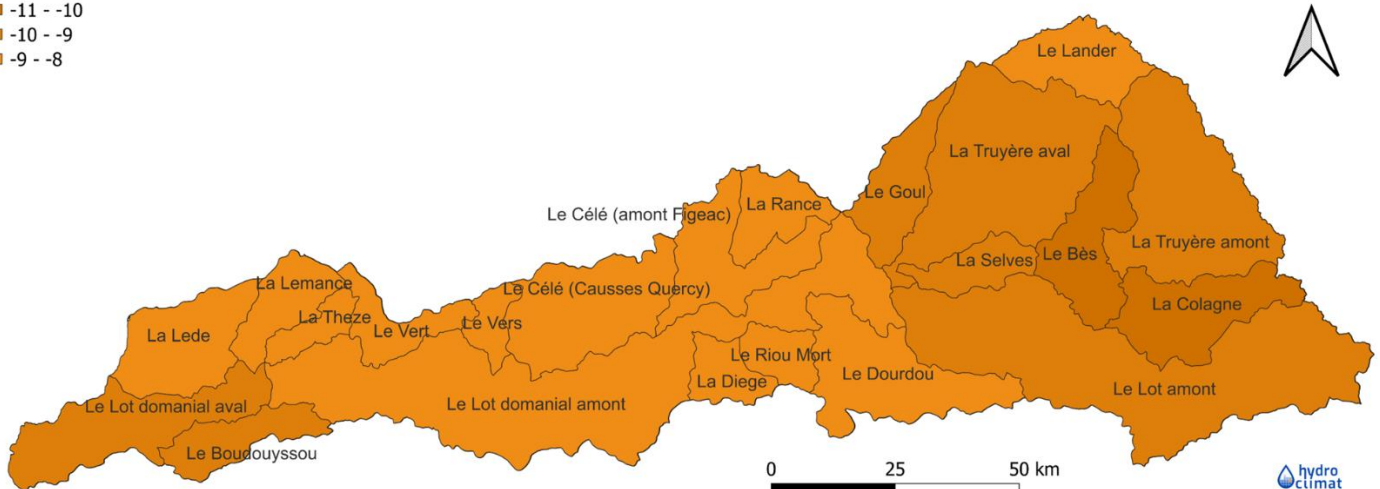 -11 - -10
-10 - -9
-9 - -8
Le Lander
La Truyère aval
Le Goul
La Rance
Le Célé (amont Figeac)
La Truyère amont
Le Bès
La Selves
La Lemance
Le Célé (Causses Quercy)
La Colagne
La Theze
Le Vers
Le Vert
La Lede
Le Riou Mort
Le Dourdou
La Diege
Le Lot amont
Le Lot domanial aval
Le Lot domanial amont
Le Boudouyssou
0 25 50 km
hydro
climat